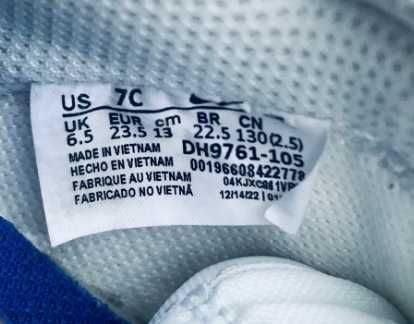 US 7C
UK EUR cm BR CN
6.5 23.5 13 22.5 130(2.5)
MADE IN VIETNAM DH9761-105
HECHO EN VIETNAM 00196608422778
FABRIQUE AU VIETNAM
FABRICADO NO VIETNÃ 12/14/22